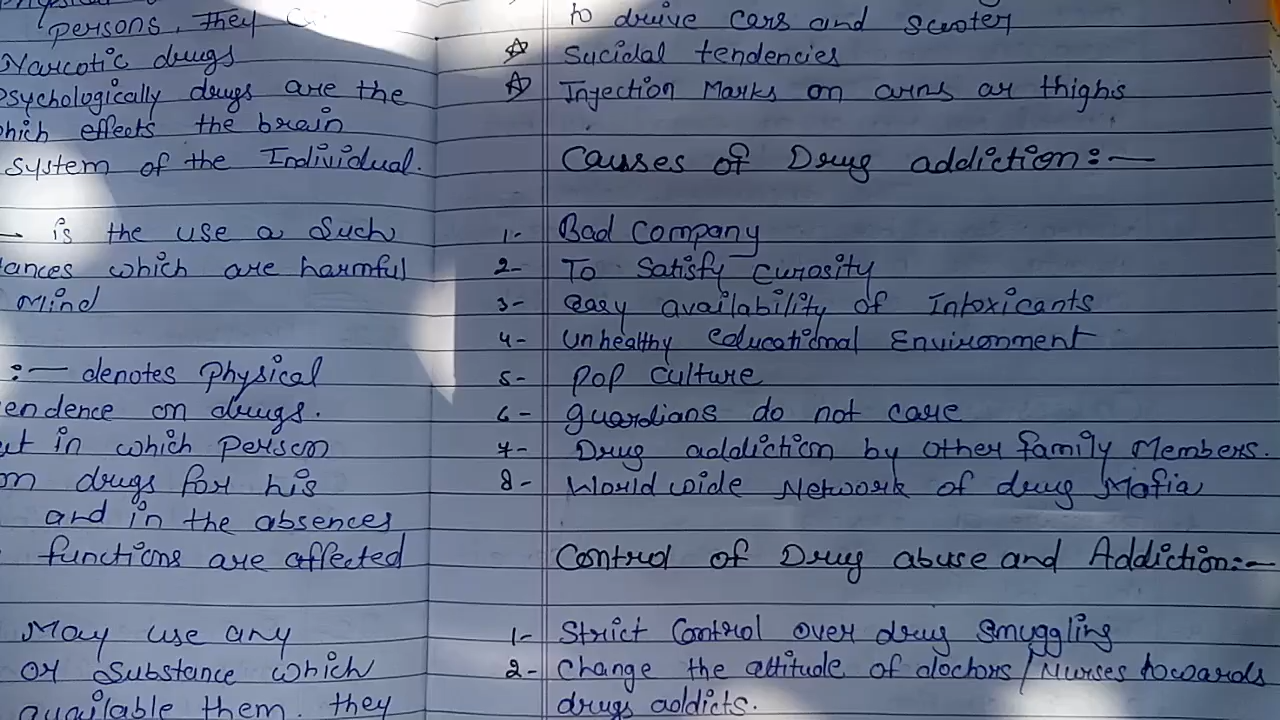 persons, they
Narcotic drugs
psychologically drugs are the
which effects the brain
system of the Individual.
is the use a such
tances which are harmful
Mind
:— denotes Physical
endence on drugs.
ut in which person
on drugs for his
and in the absences
functions are affected
May use any
or substance which
available them. they
to druive cars and scooter
☆ Sucidal tendencies
☆ Injection Marks on arms ar thighs
Causes of Drug addiction:—
1- Bad Company
2- To Satisfy curosity
3- easy availability of Intoxicants
4- unhealthy educational Environment
5- pop culture
6- guardians do not care
7- Drug addiction by other family Members.
8- World wide Network of drug Mafia
Control of Drug abuse and Addiction:—
1- Strict Control over drug smuggling
2- Change the attitude of doctors/Nurses towards
drugs addicts.